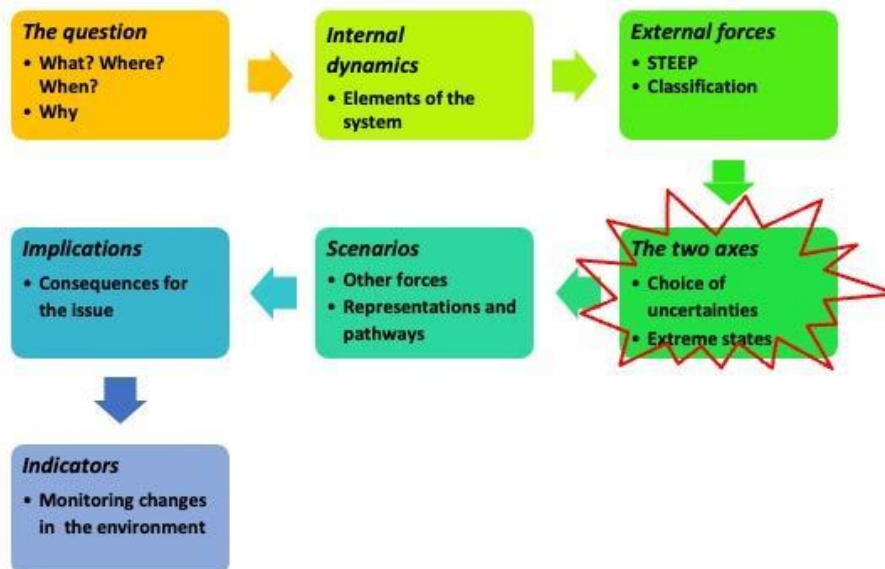 The question
• What? Where?
When?
• Why
Internal
dynamics
• Elements of the
system
External forces
• STEEP
• Classification
The two axes
• Choice of
uncertainties
• Extreme states
Scenarios
• Other forces
• Representations and
pathways
Implications
• Consequences for
the issue
Indicators
• Monitoring changes
in the environment